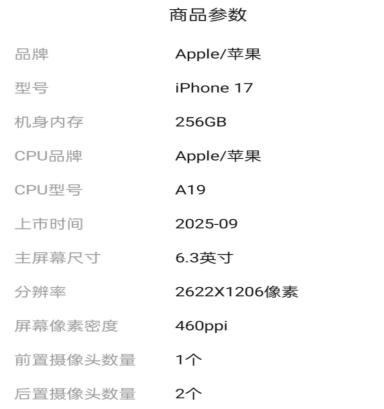 商品参数
品牌 Apple/苹果
型号 iPhone 17
机身内存 256GB
CPU品牌 Apple/苹果
CPU型号 A19
上市时间 2025-09
主屏幕尺寸 6.3英寸
分辨率 2622X1206像素
屏幕像素密度 460ppi
前置摄像头数量 1个
后置摄像头数量 2个